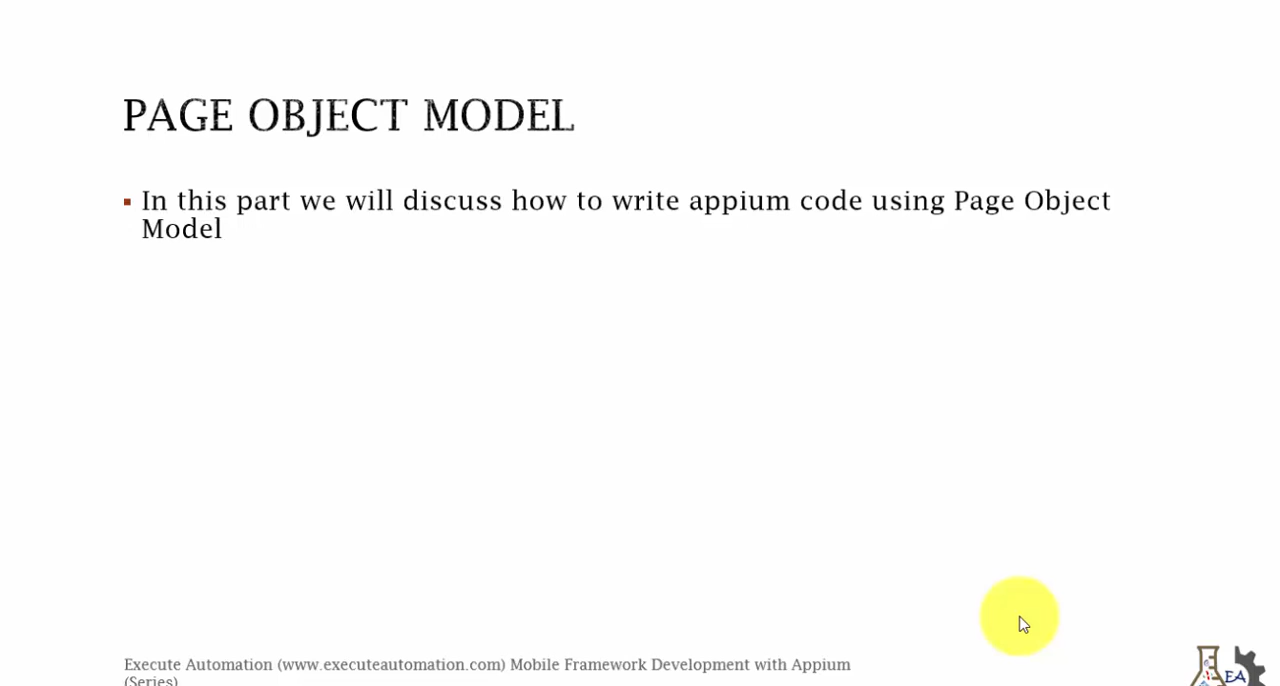 PAGE OBJECT MODEL
▪ In this part we will discuss how to write appium code using Page Object
Model
Execute Automation (www.executeautomation.com) Mobile Framework Development with Appium
(Series)
EA